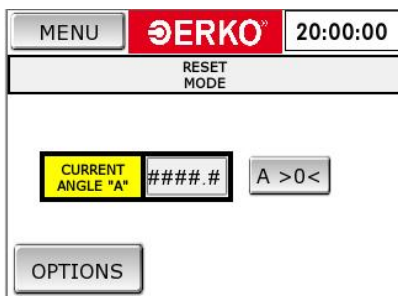 MENU
ERKO
20:00:00
RESET
MODE
CURRENT
ANGLE "A"
####.#
A >0<
OPTIONS